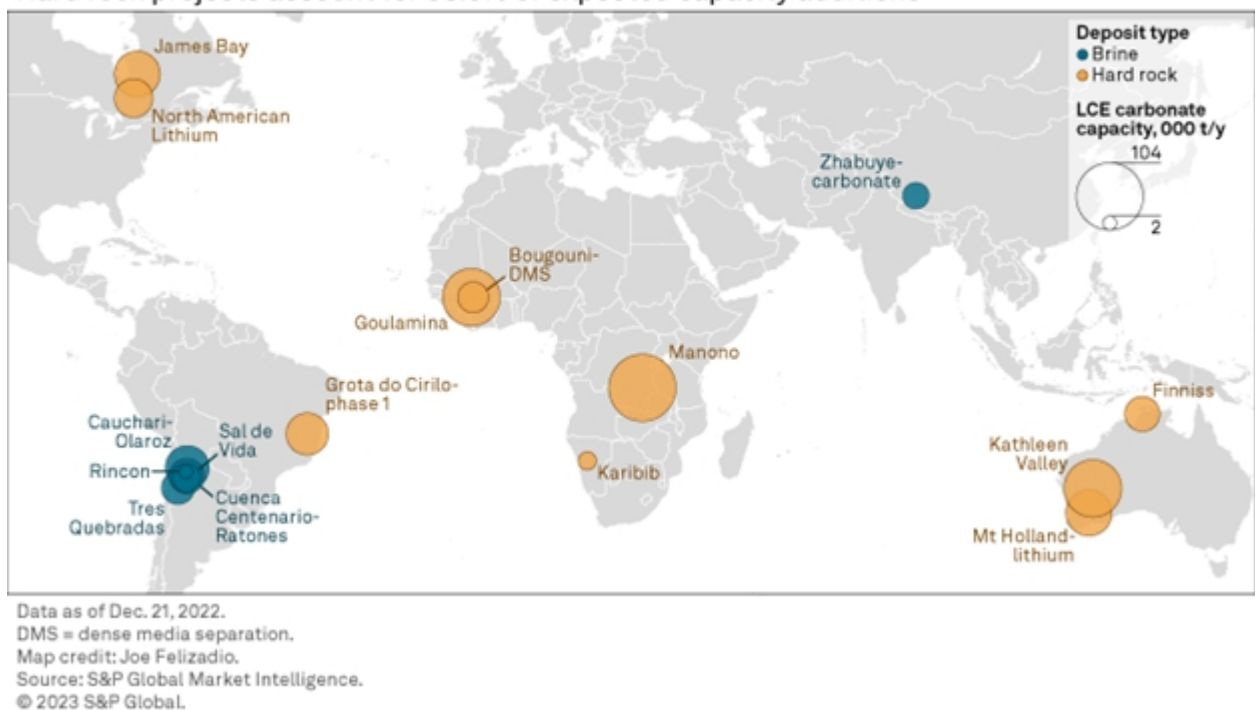 James Bay
North American
Lithium
Deposit type
Brine
Hard rock
LCE carbonate
capacity, 000 t/y
104
2
Zhabuye-
carbonate
Bougouni-
DMS
Goulamina
Manono
Grota do Cirilo-
phase 1
Cauchari-
Olaroz
Sal de
Vida
Rincon
Tres
Quebradas
Cuenca
Centenario-
Ratones
Karibib
Finniss
Kathleen
Valley
Mt Holland-
lithium
Data as of Dec. 21, 2022.
DMS = dense media separation.
Map credit: Joe Felizadio.
Source: S&P Global Market Intelligence.
© 2023 S&P Global.